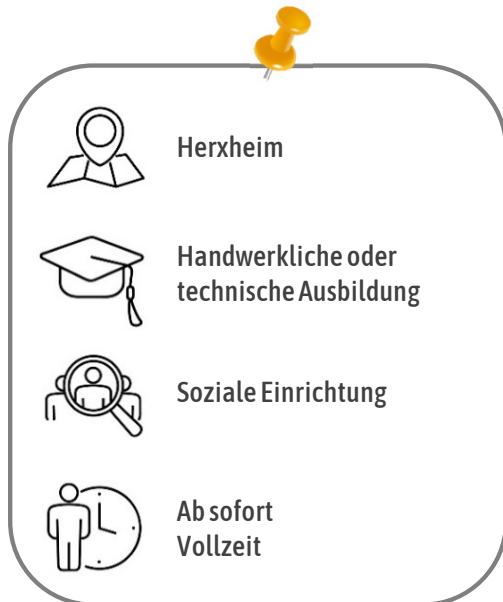 Herxheim
Handwerkliche oder
technische Ausbildung
Soziale Einrichtung
Ab sofort
Vollzeit